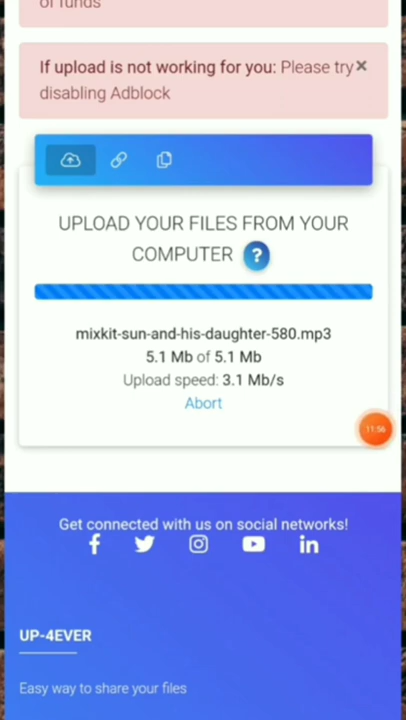 of funds
If upload is not working for you: Please try ×
disabling Adblock
UPLOAD YOUR FILES FROM YOUR
COMPUTER ?
mixkit-sun-and-his-daughter-580.mp3
5.1 Mb of 5.1 Mb
Upload speed: 3.1 Mb/s
Abort
11:56
Get connected with us on social networks!
UP-4EVER
Easy way to share your files